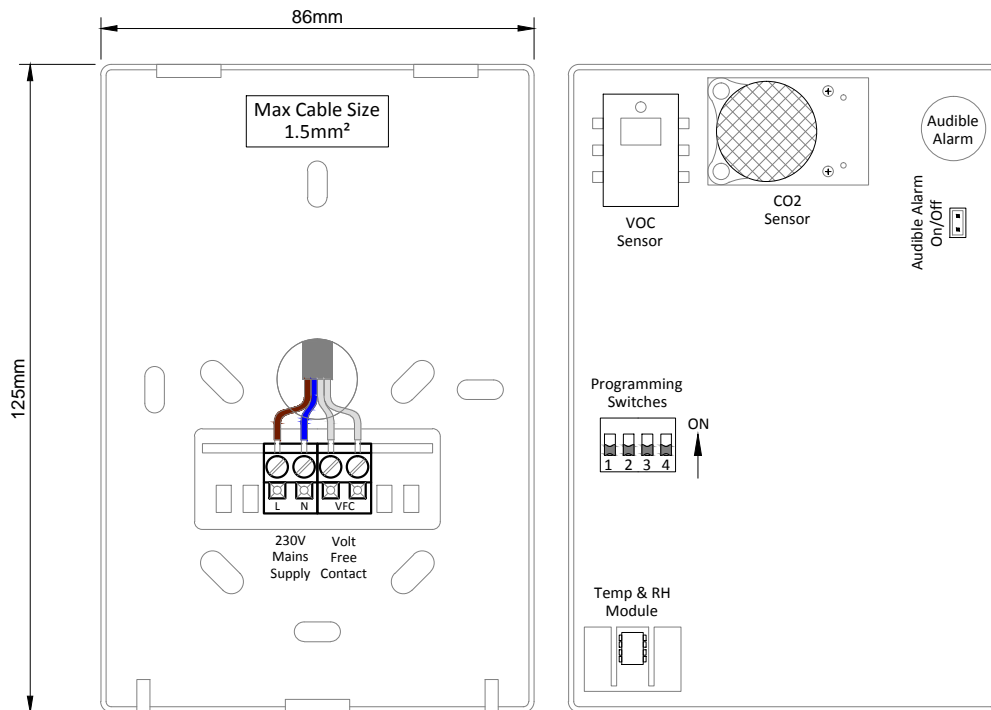 86mm
125mm
Max Cable Size
1.5mm²
L N VFC
230V
Mains
Supply
Volt
Free
Contact
VOC
Sensor
CO2
Sensor
Audible
Alarm
Audible Alarm
On/Off
Programming
Switches
ON
1 2 3 4
Temp & RH
Module